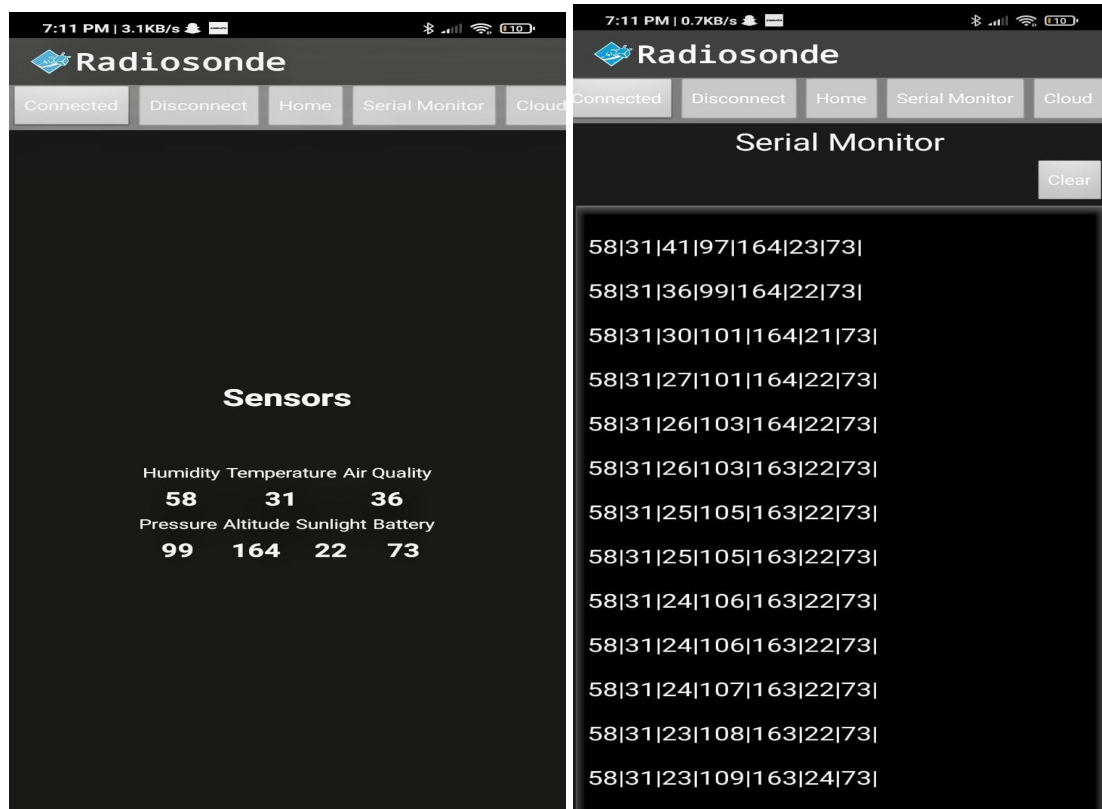 7:11 PM | 3.1KB/s
10
Radiosonde
Connected Disconnect Home Serial Monitor Cloud
Sensors
Humidity Temperature Air Quality
58 31 36
Pressure Altitude Sunlight Battery
99 164 22 73
7:11 PM | 0.7KB/s
10
Radiosonde
Connected Disconnect Home Serial Monitor Cloud
Serial Monitor
Clear
58|31|41|97|164|23|73|
58|31|36|99|164|22|73|
58|31|30|101|164|21|73|
58|31|27|101|164|22|73|
58|31|26|103|164|22|73|
58|31|26|103|163|22|73|
58|31|25|105|163|22|73|
58|31|25|105|163|22|73|
58|31|24|106|163|22|73|
58|31|24|106|163|22|73|
58|31|24|107|163|22|73|
58|31|23|108|163|22|73|
58|31|23|109|163|24|73|